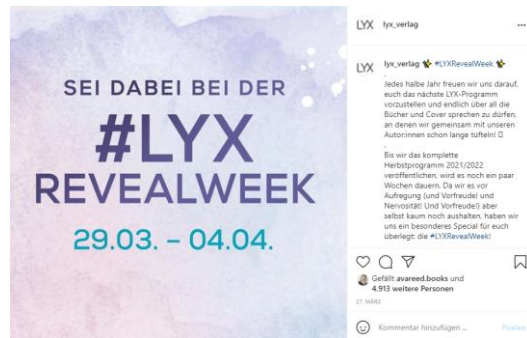 SEI DABEI BEI DER
#LYX
REVEALWEEK
29.03. – 04.04.
LYX lyx_verlag
LYX lyx_verlag #LYXRevealWeek
.
Jedes halbe Jahr freuen wir uns darauf,
euch das nächste LYX-Programm
vorzustellen und endlich über all die
Bücher und Cover sprechen zu dürfen,
an denen wir gemeinsam mit unseren
Autorinnen schon lange tüfteln!
.
Bis wir das komplette
Herbstprogramm 2021/2022
veröffentlichen, wird es noch ein paar
Wochen dauern. Da wir es vor
Aufregung (und Vorfreude! und
Nervosität! Und Vorfreude!) aber
selbst kaum noch aushalten, haben wir
uns ein besonderes Special für euch
überlegt: die #LYXRevealWeek!
Gefällt avareed.books und
4.913 weitere Personen
27. MÄRZ
Kommentar hinzufügen ... Posten